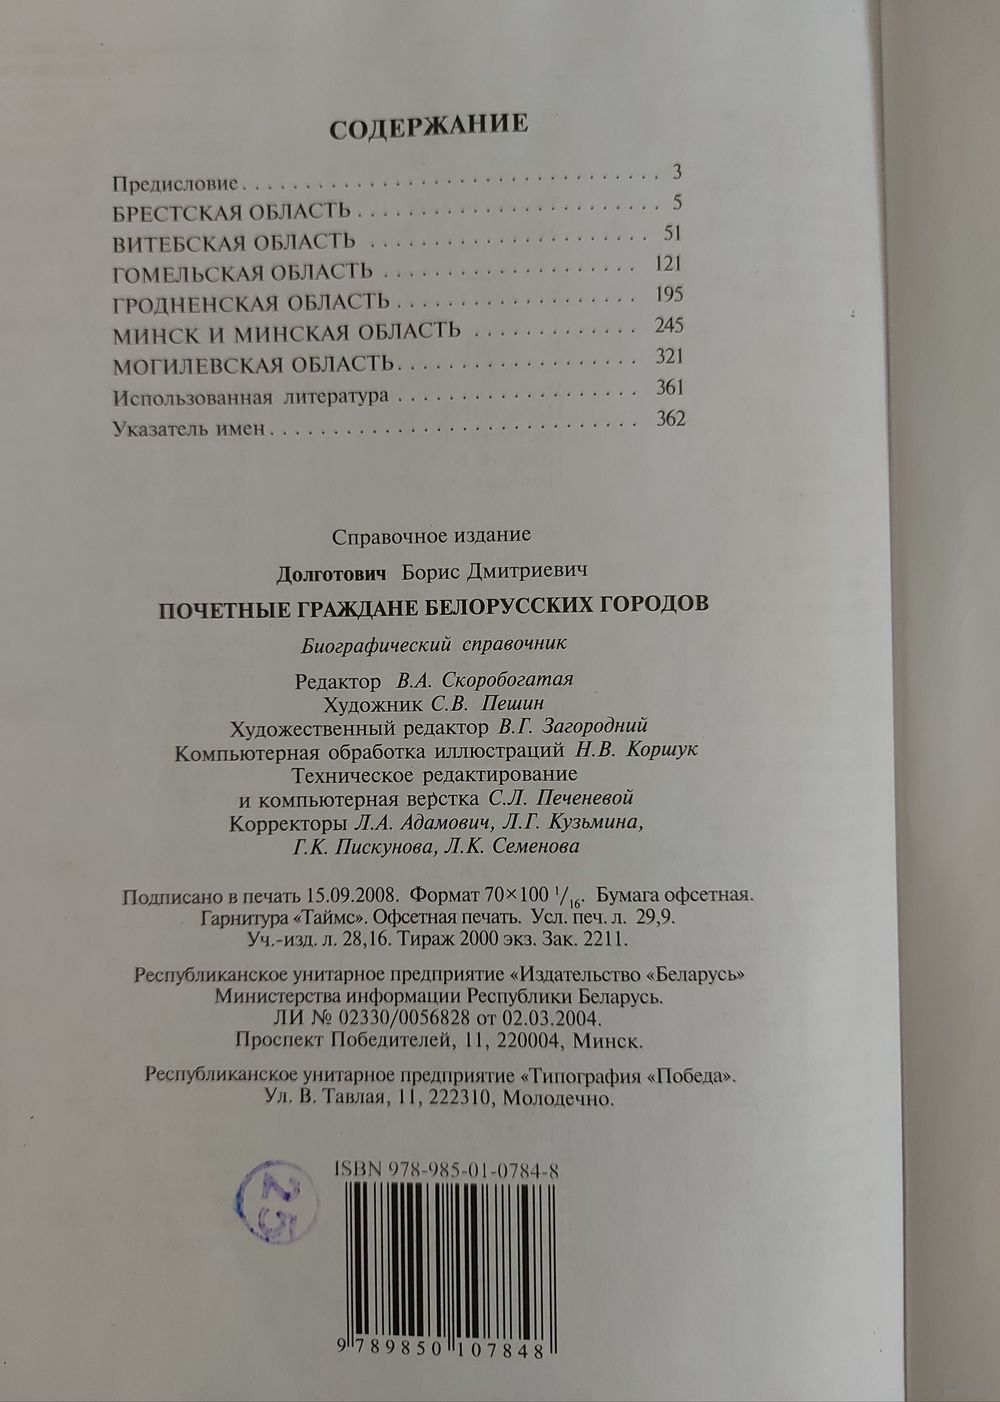 СОДЕРЖАНИЕ
Предисловие . . . . . . . . . . . . . . . . . . . . . . . . . . . . . . . . . 3
БРЕСТСКАЯ ОБЛАСТЬ . . . . . . . . . . . . . . . . . . . . . . . . 5
ВИТЕБСКАЯ ОБЛАСТЬ . . . . . . . . . . . . . . . . . . . . . . 51
ГОМЕЛЬСКАЯ ОБЛАСТЬ . . . . . . . . . . . . . . . . . . . . 121
ГРОДНЕНСКАЯ ОБЛАСТЬ . . . . . . . . . . . . . . . . . . . 195
МИНСК И МИНСКАЯ ОБЛАСТЬ . . . . . . . . . . . . . 245
МОГИЛЕВСКАЯ ОБЛАСТЬ . . . . . . . . . . . . . . . . . . . 321
Использованная литература . . . . . . . . . . . . . . . . . . . 361
Указатель имен . . . . . . . . . . . . . . . . . . . . . . . . . . . . . 362
Справочное издание
Долготович Борис Дмитриевич
ПОЧЕТНЫЕ ГРАЖДАНЕ БЕЛОРУССКИХ ГОРОДОВ
Биографический справочник
Редактор В.А. Скоробогатая
Художник С.В. Пешин
Художественный редактор В.Г. Загородний
Компьютерная обработка иллюстраций Н.В. Коршук
Техническое редактирование
и компьютерная верстка С.Л. Печеневой
Корректоры Л.А. Адамович, Л.Г. Кузьмина,
Г.К. Пискунова, Л.К. Семенова
Подписано в печать 15.09.2008. Формат 70×100 1/16. Бумага офсетная.
Гарнитура «Таймс». Офсетная печать. Усл. печ. л. 29,9.
Уч.-изд. л. 28,16. Тираж 2000 экз. Зак. 2211.
Республиканское унитарное предприятие «Издательство «Беларусь»
Министерства информации Республики Беларусь.
ЛИ № 02330/0056828 от 02.03.2004.
Проспект Победителей, 11, 220004, Минск.
Республиканское унитарное предприятие «Типография «Победа».
Ул. В. Тавлая, 11, 222310, Молодечно.
ISBN 978-985-01-0784-8
25
9 789850 107848